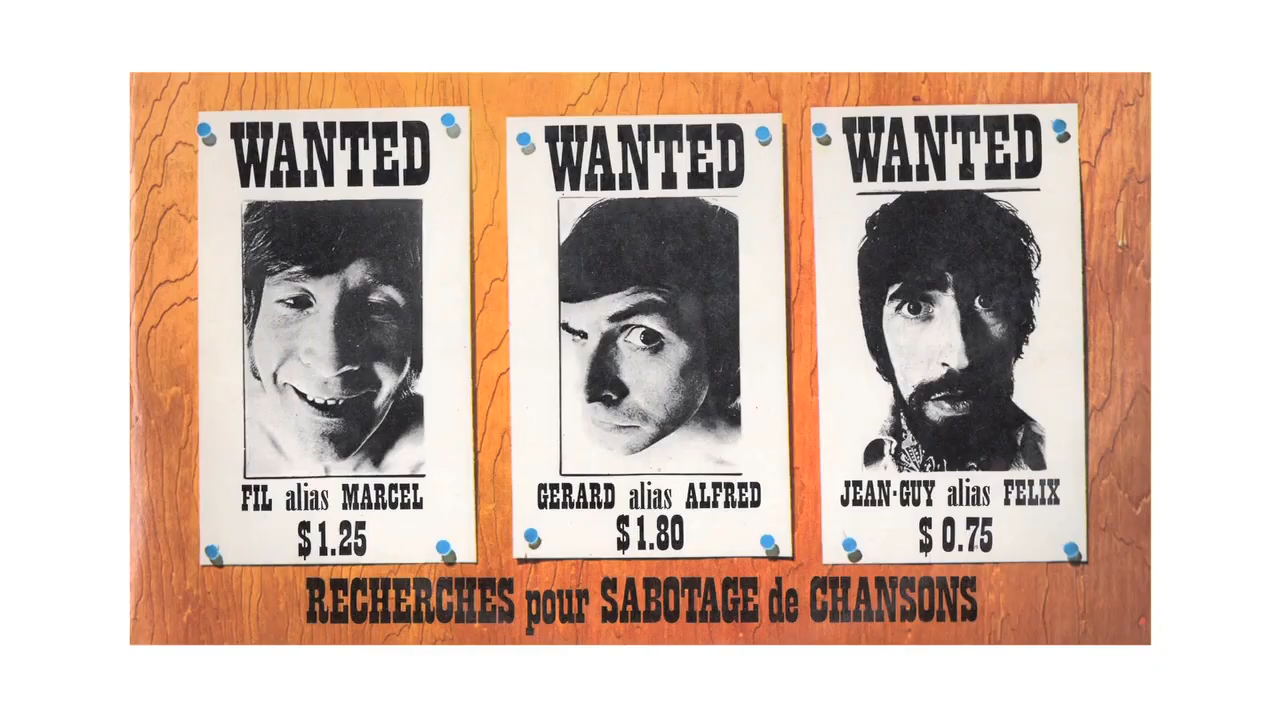 WANTED
FIL alias MARCEL
$1.25
WANTED
GERARD alias ALFRED
$1.80
WANTED
JEAN-GUY alias FELIX
$0.75
RECHERCHES pour SABOTAGE de CHANSONS